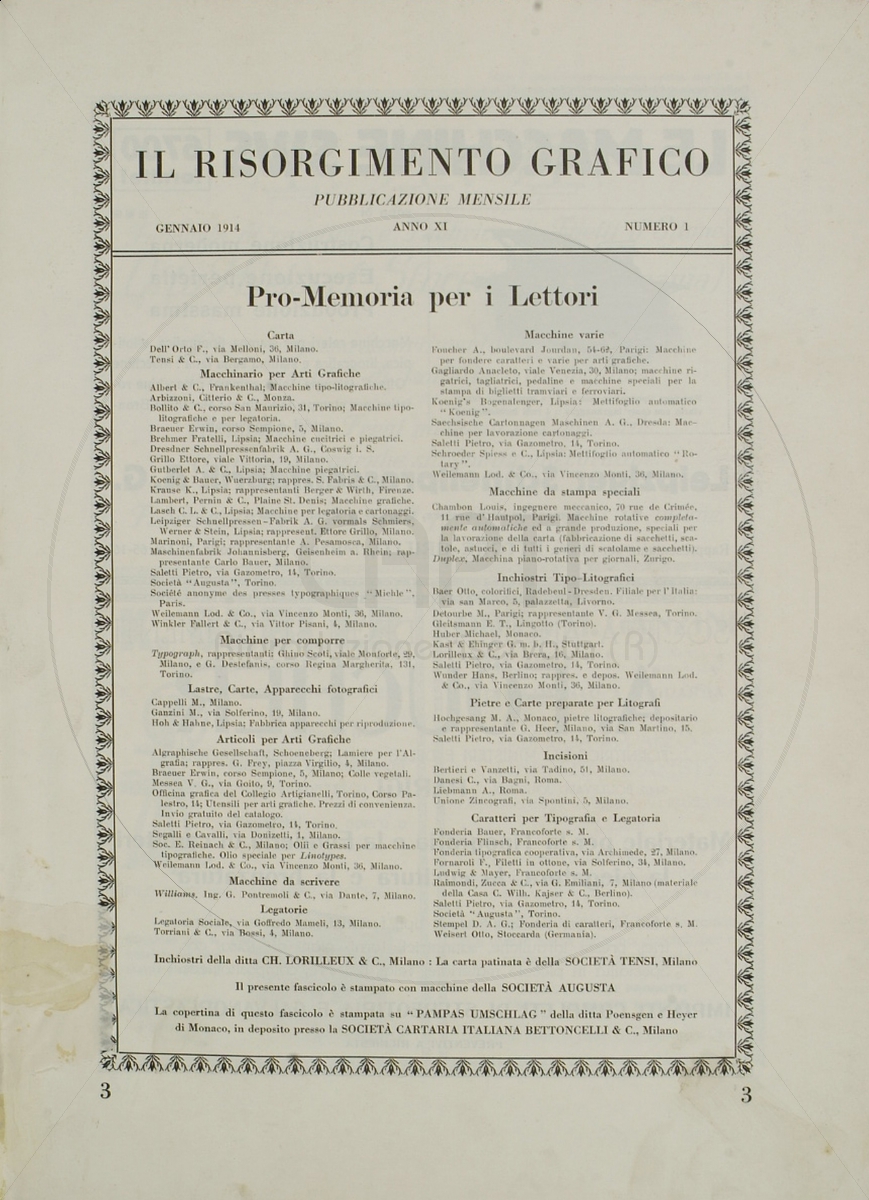 IL RISORGIMENTO GRAFICO
PUBBLICAZIONE MENSILE
GENNAIO 1914 ANNO XI NUMERO 1
Pro-Memoria per i Lettori
Carta
Dell' Orto F., via Melloni, 36, Milano.
Tensi & C., via Bergamo, Milano.
Macchinario per Arti Grafiche
Albert & C., Frankenthal; Macchine tipo-litografiche.
Arbizzoni, Citterio & C., Monza.
Bollito & C., corso San Maurizio, 31, Torino; Macchine tipo-
litografiche e per legatoria.
Braeuer Erwin, corso Sempione, 5, Milano.
Brehmer Fratelli, Lipsia; Macchine cucitrici e piegatrici.
Dresdner Schnellpressenfabrik A. G., Coswig i. S.
Grillo Ettore, viale Vittoria, 19, Milano.
Gutberlet A. & C., Lipsia; Macchine piegatrici.
Koenig & Bauer, Wuerzburg; rappres. S. Fabris & C., Milano.
Krause K., Lipsia; rappresentanti Berger & Wirth, Firenze.
Lambert, Pernin & C., Plaine St. Denis; Macchine grafiche.
Lasch C. L. & C., Lipsia; Macchine per legatoria e cartonaggi.
Leipziger Schnellpressen-Fabrik A. G. vormals Schmiers,
Werner & Stein, Lipsia; rappresent. Ettore Grillo, Milano.
Marinoni, Parigi; rappresentante A. Pesamosca, Milano.
Maschinenfabrik Johannisberg, Geisenheim a. Rhein; rap-
presentante Carlo Bauer, Milano.
Saletti Pietro, via Gazometro, 14, Torino.
Società "Augusta", Torino.
Société anonyme des presses typographiques "Miehle",
Paris.
Weilemann Lod. & Co., via Vincenzo Monti, 36, Milano.
Winkler Fallert & C., via Vittor Pisani, 4, Milano.
Macchine per comporre
Typograph, rappresentanti: Ghino Scoti, viale Monforte, 29,
Milano, e G. Destefanis, corso Regina Margherita, 131,
Torino.
Lastre, Carte, Apparecchi fotografici
Cappelli M., Milano.
Ganzini M., via Solferino, 19, Milano.
Hoh & Hahne, Lipsia; Fabbrica apparecchi per riproduzione.
Articoli per Arti Grafiche
Algraphische Gesellschaft, Schoeneberg; Lamiere per l'Al-
grafia; rappres. G. Frey, piazza Virgilio, 4, Milano.
Braeuer Erwin, corso Sempione, 5, Milano; Colle vegetali.
Messea V. G., via Goito, 9, Torino.
Officina grafica del Collegio Artigianelli, Torino, Corso Pa-
lestro, 14; Utensili per arti grafiche. Prezzi di convenienza.
Invio gratuito del catalogo.
Saletti Pietro, via Gazometro, 14, Torino.
Segalli e Cavalli, via Donizetti, 1, Milano.
Soc. E. Reinach & C., Milano; Olii e Grassi per macchine
tipografiche. Olio speciale per Linotypes.
Weilemann Lod. & Co., via Vincenzo Monti, 36, Milano.
Macchine da scrivere
Williams, Ing. G. Pontremoli & C., via Dante, 7, Milano.
Legatorie
Legatoria Sociale, via Goffredo Mameli, 13, Milano.
Torriani & C., via Bossi, 4, Milano.
Macchine varie
Foucher A., boulevard Jourdan, 54-62, Parigi: Macchine
per fondere caratteri e varie per arti grafiche.
Gagliardo Anacleto, viale Venezia, 30, Milano; macchine ri-
gatrici, tagliatrici, pedaline e macchine speciali per la
stampa di biglietti tramviari e ferroviari.
Koenig's Bogenalenger, Lipsia: Mettifoglio automatico
"Koenig".
Saechsische Cartonnagen Maschinen A. G., Dresda: Mac-
chine per lavorazione cartonaggi.
Saletti Pietro, via Gazometro, 14, Torino.
Schroeder Spiess e C., Lipsia: Mettifoglio automatico "Ro-
tary".
Weilemann Lod. & Co., via Vincenzo Monti, 36, Milano.
Macchine da stampa speciali
Chambon Louis, ingegnere meccanico, 70 rue de Crimée,
11 rue d'Hautpol, Parigi. Macchine rotative completa-
mente automatiche ed a grande produzione, speciali per
la lavorazione della carta (fabbricazione di sacchetti, sca-
tole, astucci, e di tutti i generi di scatolame e sacchetti).
Duplex, Macchina piano-rotativa per giornali, Zurigo.
Inchiostri Tipo-Litografici
Baer Otto, colorifici, Radebeul-Dresden. Filiale per l'Italia:
via san Marco, 5, palazzetta, Livorno.
Detourbe M., Parigi; rappresentante V. G. Messea, Torino.
Gleitsmann E. T., Lingotto (Torino).
Huber Michael, Monaco.
Kast & Ehinger G. m. b. H., Stuttgart.
Lorilleux & C., via Brera, 16, Milano.
Saletti Pietro, via Gazometro, 14, Torino.
Wunder Hans, Berlino; rappres. e depos. Weilemann Lod.
& Co., via Vincenzo Monti, 36, Milano.
Pietre e Carte preparate per Litografi
Hochgesang M. A., Monaco, pietre litografiche; depositario
e rappresentante G. Heer, Milano, via San Martino, 15.
Saletti Pietro, via Gazometro, 14, Torino.
Incisioni
Bertieri e Vanzetti, via Tadino, 51, Milano.
Danesi C., via Bagni, Roma.
Liebmann A., Roma.
Unione Zincografi, via Spontini, 5, Milano.
Caratteri per Tipografia e Legatoria
Fonderia Bauer, Francoforte s. M.
Fonderia Flinsch, Francoforte s. M.
Fonderia tipografica cooperativa, via Archimede, 27, Milano.
Fornaroli F., Filetti in ottone, via Solferino, 34, Milano.
Ludwig & Mayer, Francoforte s. M.
Raimondi, Zucca & C., via G. Emiliani, 7, Milano (materiale
della Casa C. Wilh. Kajser & C., Berlino).
Saletti Pietro, via Gazometro, 14, Torino.
Società "Augusta", Torino.
Stempel D. A. G.; Fonderia di caratteri, Francoforte s. M.
Weisert Otto, Stoccarda (Germania).
Inchiostri della ditta CH. LORILLEUX & C., Milano : La carta patinata è della SOCIETÀ TENSI, Milano
Il presente fascicolo è stampato con macchine della SOCIETÀ AUGUSTA
La copertina di questo fascicolo è stampata su "PAMPAS UMSCHLAG" della ditta Poensgen e Heyer
di Monaco, in deposito presso la SOCIETÀ CARTARIA ITALIANA BETTONCELLI & C., Milano
3 3